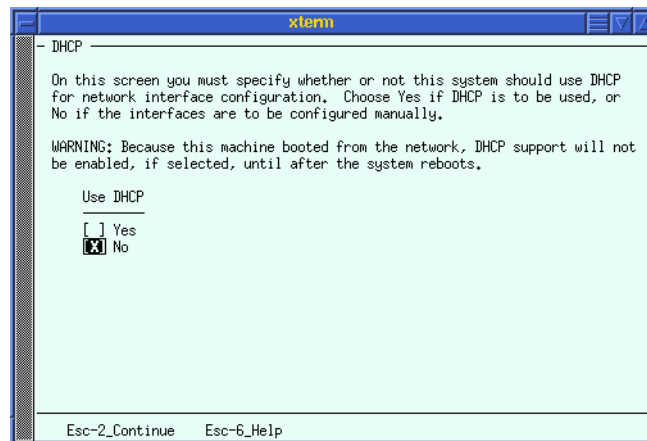 xterm
DHCP
On this screen you must specify whether or not this system should use DHCP
for network interface configuration.  Choose Yes if DHCP is to be used, or
No if the interfaces are to be configured manually.
WARNING: Because this machine booted from the network, DHCP support will not
be enabled, if selected, until after the system reboots.
Use DHCP
[ ] Yes
[X] No
Esc-2_Continue    Esc-6_Help